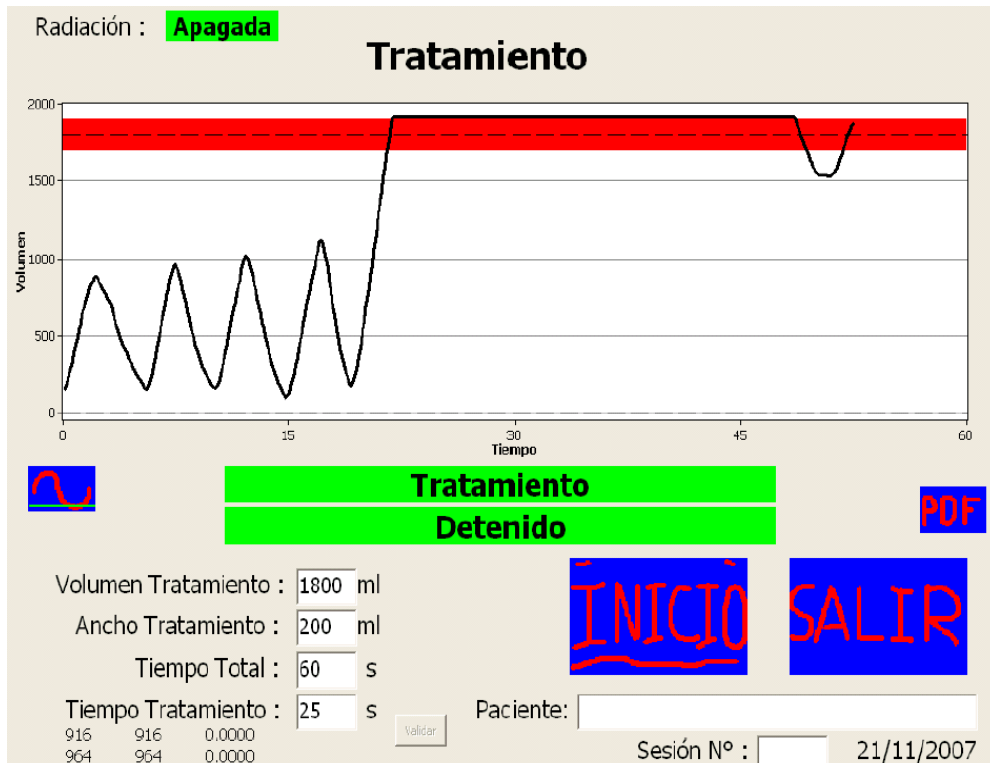 Radiación : Apagada
Tratamiento
2000
1500
1000
500
0
Volumen
0 15 30 45 60
Tiempo
Tratamiento
Detenido
PDF
Volumen Tratamiento : 1800 ml
Ancho Tratamiento : 200 ml
Tiempo Total : 60 s
Tiempo Tratamiento : 25 s
Validar
INICIO
SALIR
Paciente:
916 916 0.0000
964 964 0.0000
Sesión Nº : 21/11/2007